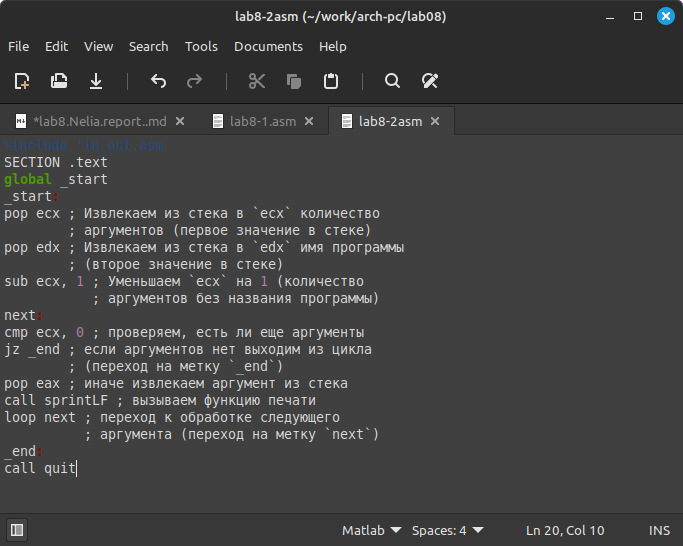 lab8-2asm (~/work/arch-pc/lab08)
File Edit View Search Tools Documents Help
*lab8.Nelia.report..md lab8-1.asm lab8-2asm
%include 'in_out.asm'
SECTION .text
global _start
_start:
pop ecx ; Извлекаем из стека в `ecx` количество
; аргументов (первое значение в стеке)
pop edx ; Извлекаем из стека в `edx` имя программы
; (второе значение в стеке)
sub ecx, 1 ; Уменьшаем `ecx` на 1 (количество
; аргументов без названия программы)
next:
cmp ecx, 0 ; проверяем, есть ли еще аргументы
jz _end ; если аргументов нет выходим из цикла
; (переход на метку `_end`)
pop eax ; иначе извлекаем аргумент из стека
call sprintLF ; вызываем функцию печати
loop next ; переход к обработке следующего
; аргумента (переход на метку `next`)
_end:
call quit
Matlab Spaces: 4 Ln 20, Col 10 INS